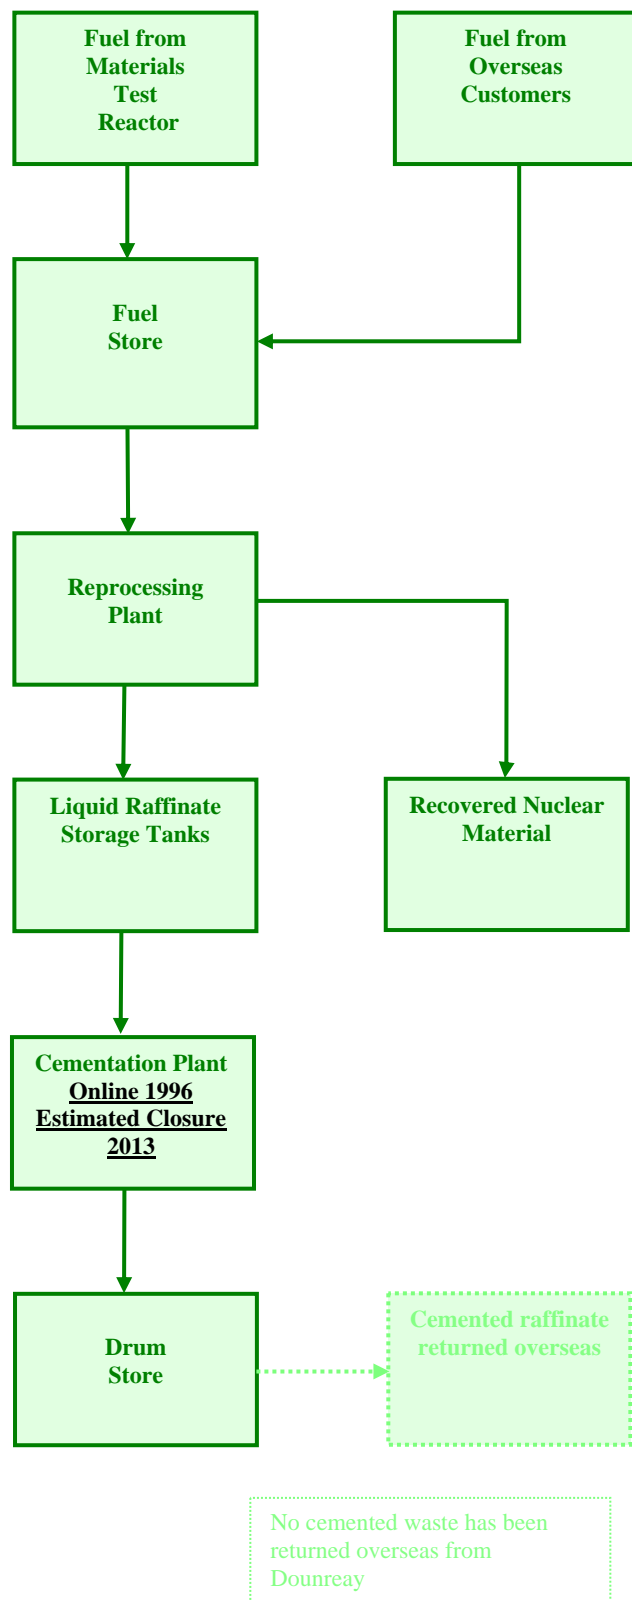 Fuel from
Materials
Test
Reactor
Fuel from
Overseas
Customers
Fuel
Store
Reprocessing
Plant
Liquid Raffinate
Storage Tanks
Recovered Nuclear
Material
Cementation Plant
Online 1996
Estimated Closure
2013
Drum
Store
Cemented raffinate
returned overseas
No cemented waste has been
returned overseas from
Dounreay